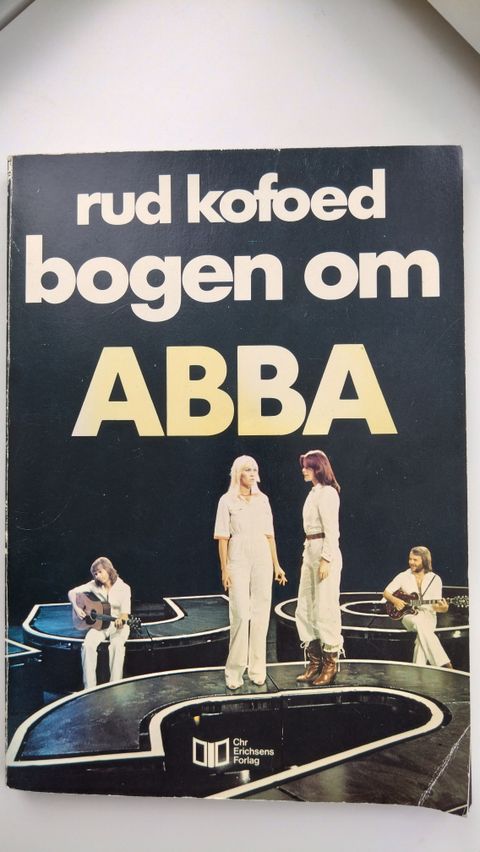 rud kofoed
bogen om
ABBA
Chr
Erichsens
Forlag